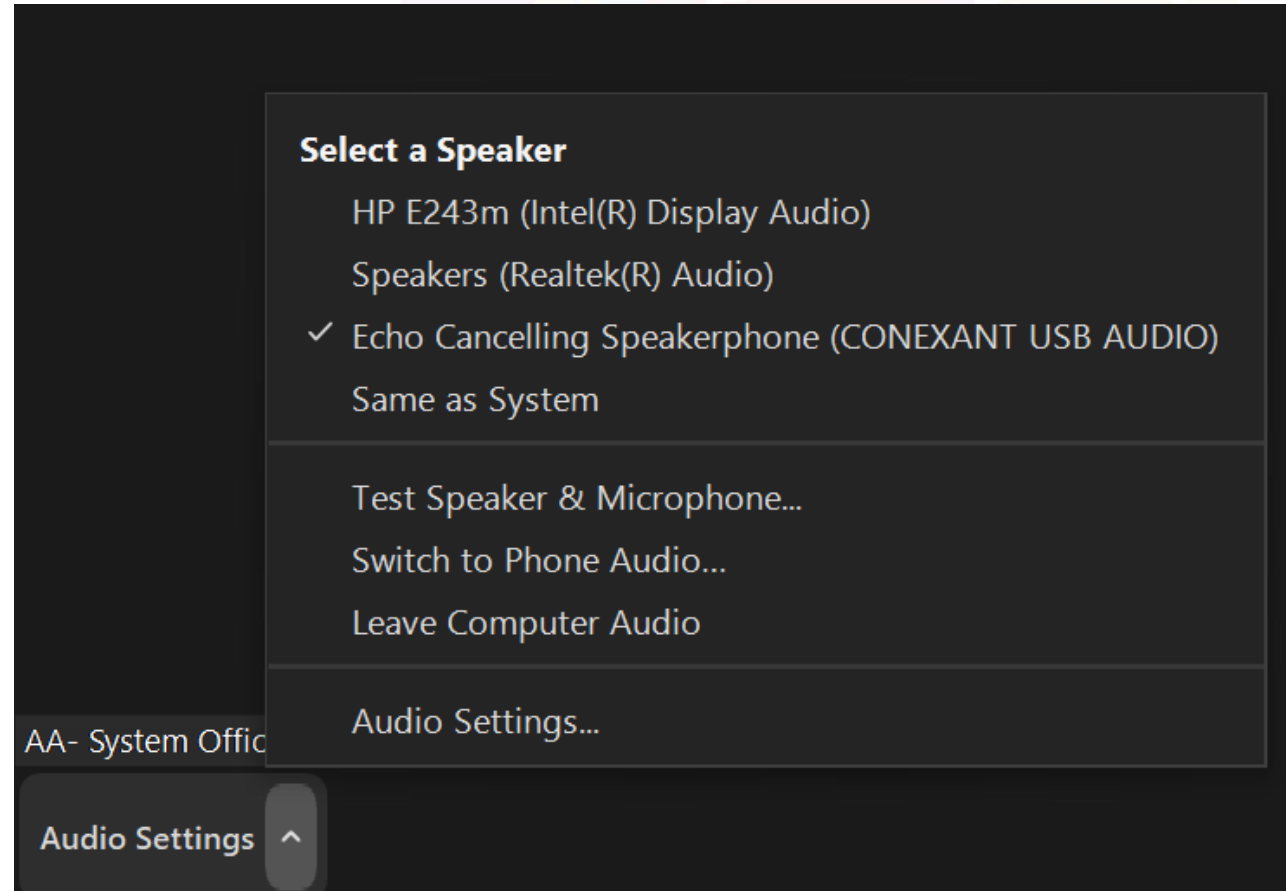 Select a Speaker
HP E243m (Intel(R) Display Audio)
Speakers (Realtek(R) Audio)
Echo Cancelling Speakerphone (CONEXANT USB AUDIO)
Same as System
Test Speaker & Microphone...
Switch to Phone Audio...
Leave Computer Audio
Audio Settings...
AA- System Offic
Audio Settings